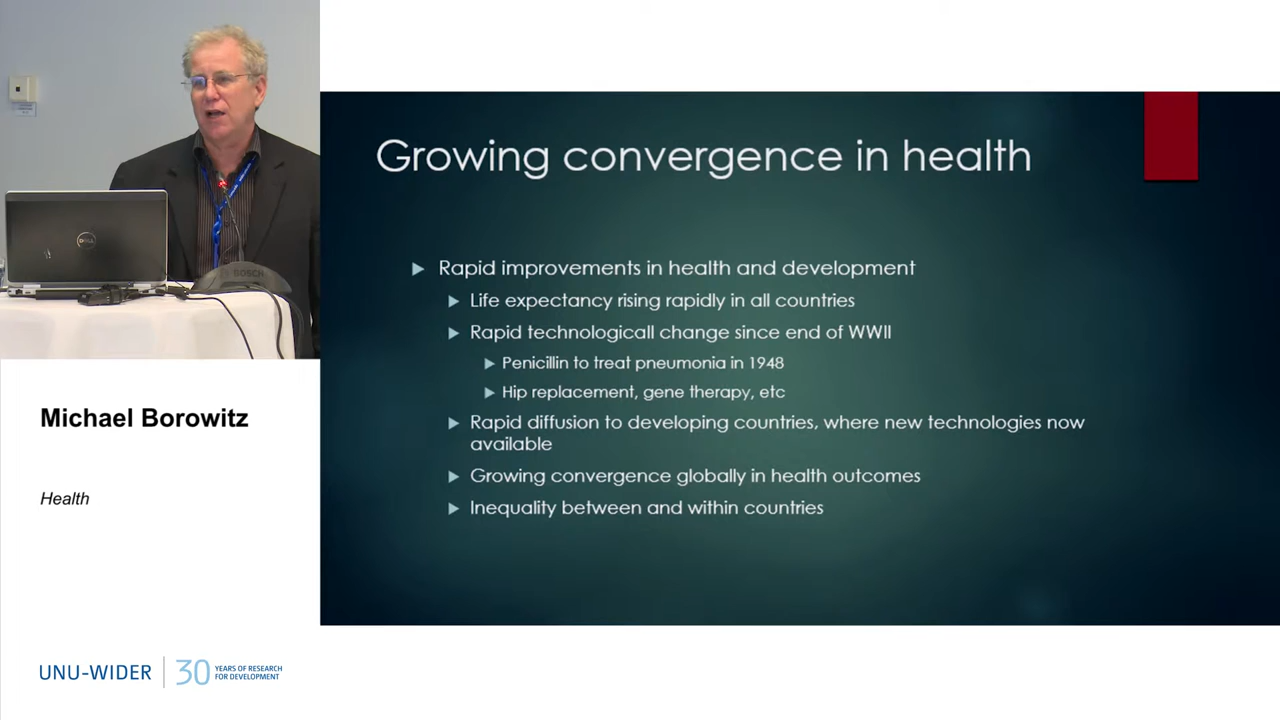 Growing convergence in health
Rapid improvements in health and development
Life expectancy rising rapidly in all countries
Rapid technologicall change since end of WWII
Penicillin to treat pneumonia in 1948
Hip replacement, gene therapy, etc
Rapid diffusion to developing countries, where new technologies now
available
Growing convergence globally in health outcomes
Inequality between and within countries
DELL
BOSCH
Michael Borowitz
Health
UNU-WIDER
30
YEARS OF RESEARCH
FOR DEVELOPMENT